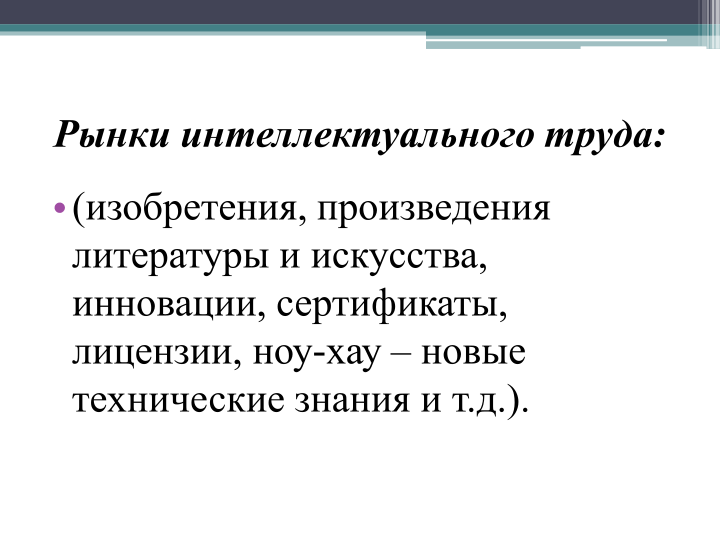 Рынки интеллектуального труда:
•(изобретения, произведения
литературы и искусства,
инновации, сертификаты,
лицензии, ноу-хау – новые
технические знания и т.д.).